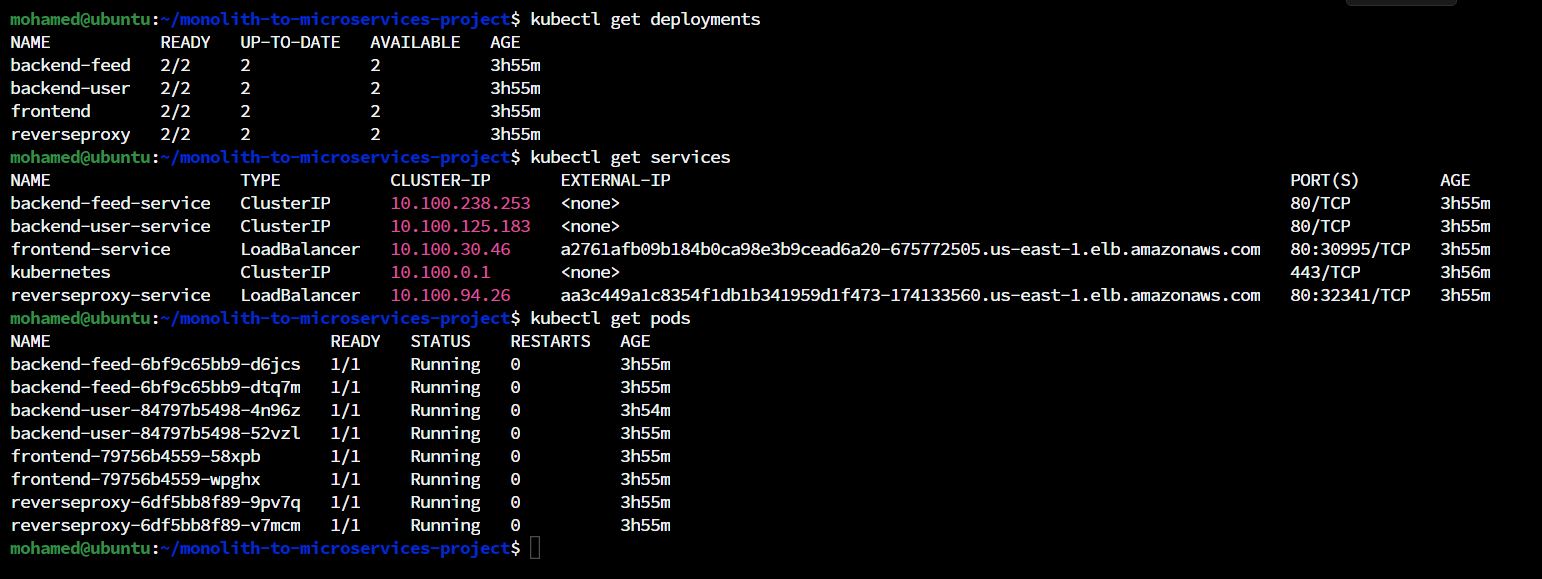 mohamed@ubuntu:~/monolith-to-microservices-project$ kubectl get deployments
NAME READY UP-TO-DATE AVAILABLE AGE
backend-feed 2/2 2 2 3h55m
backend-user 2/2 2 2 3h55m
frontend 2/2 2 2 3h55m
reverseproxy 2/2 2 2 3h55m
mohamed@ubuntu:~/monolith-to-microservices-project$ kubectl get services
NAME TYPE CLUSTER-IP EXTERNAL-IP PORT(S) AGE
backend-feed-service ClusterIP 10.100.238.253 <none> 80/TCP 3h55m
backend-user-service ClusterIP 10.100.125.183 <none> 80/TCP 3h55m
frontend-service LoadBalancer 10.100.30.46 a2761afb09b184b0ca98e3b9cead6a20-675772505.us-east-1.elb.amazonaws.com 80:30995/TCP 3h55m
kubernetes ClusterIP 10.100.0.1 <none> 443/TCP 3h56m
reverseproxy-service LoadBalancer 10.100.94.26 aa3c449a1c8354f1db1b341959d1f473-174133560.us-east-1.elb.amazonaws.com 80:32341/TCP 3h55m
mohamed@ubuntu:~/monolith-to-microservices-project$ kubectl get pods
NAME READY STATUS RESTARTS AGE
backend-feed-6bf9c65bb9-d6jcs 1/1 Running 0 3h55m
backend-feed-6bf9c65bb9-dtq7m 1/1 Running 0 3h55m
backend-user-84797b5498-4n96z 1/1 Running 0 3h54m
backend-user-84797b5498-52vzl 1/1 Running 0 3h55m
frontend-79756b4559-58xpb 1/1 Running 0 3h55m
frontend-79756b4559-wpghx 1/1 Running 0 3h55m
reverseproxy-6df5bb8f89-9pv7q 1/1 Running 0 3h55m
reverseproxy-6df5bb8f89-v7mcm 1/1 Running 0 3h55m
mohamed@ubuntu:~/monolith-to-microservices-project$